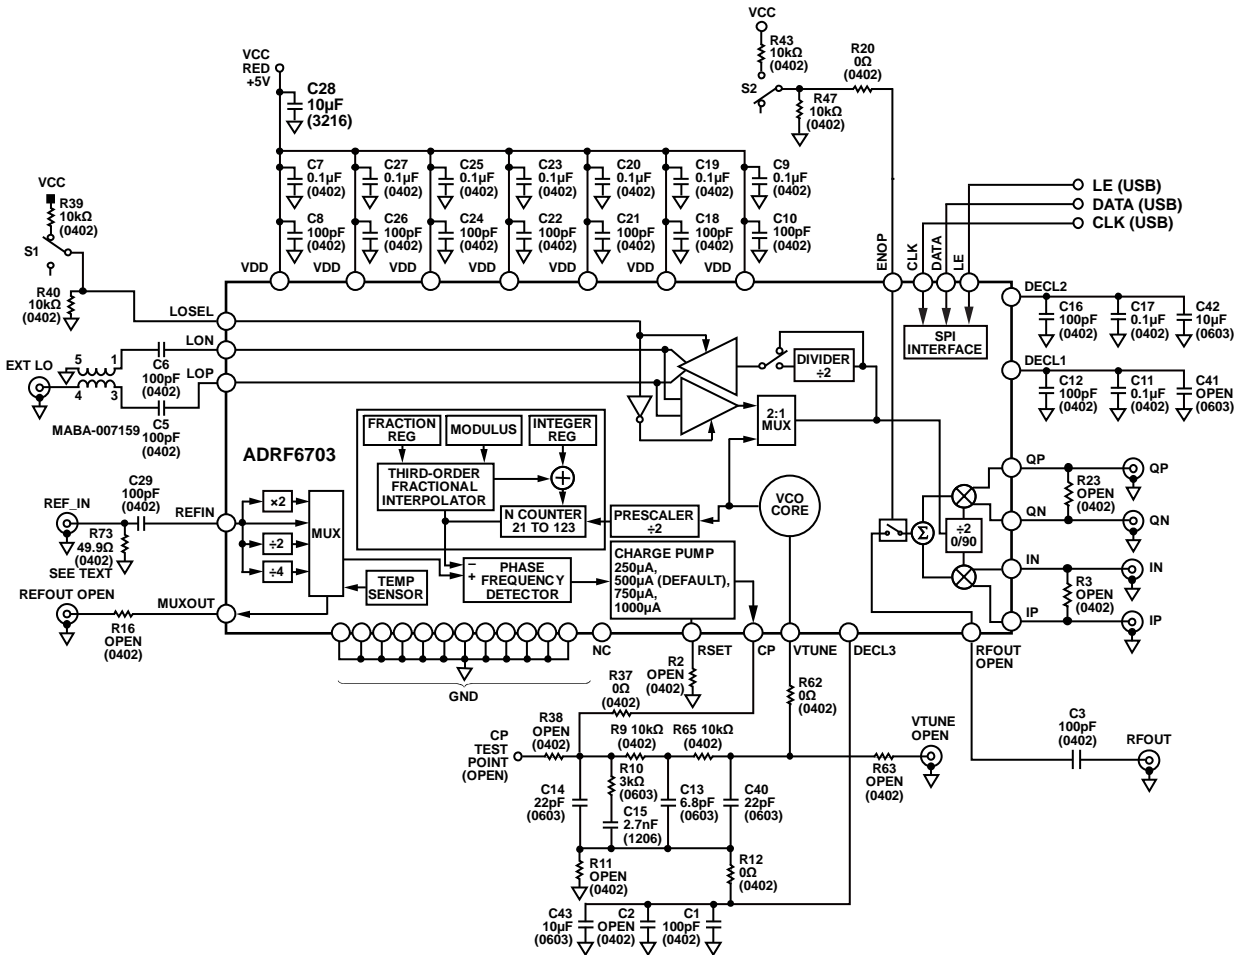 VCC
RED
+5V
C28
10µF
(3216)
VCC
R43
10kΩ
(0402)
S2
R47
10kΩ
(0402)
R20
0Ω
(0402)
C7
0.1µF
(0402)
C27
0.1µF
(0402)
C25
0.1µF
(0402)
C23
0.1µF
(0402)
C20
0.1µF
(0402)
C19
0.1µF
(0402)
C9
0.1µF
(0402)
C8
100pF
(0402)
C26
100pF
(0402)
C24
100pF
(0402)
C22
100pF
(0402)
C21
100pF
(0402)
C18
100pF
(0402)
C10
100pF
(0402)
LE (USB)
DATA (USB)
CLK (USB)
VCC
R39
10kΩ
(0402)
S1
R40
10kΩ
(0402)
VDD
VDD
VDD
VDD
VDD
VDD
VDD
ENOP
CLK
DATA
LE
LOSEL
LON
LOP
EXT LO
5
1
4
3
C6
100pF
(0402)
C5
100pF
(0402)
MABA-007159
SPI
INTERFACE
DIVIDER
÷2
2:1
MUX
DECL2
C16
100pF
(0402)
C17
0.1µF
(0402)
C42
10µF
(0603)
DECL1
C12
100pF
(0402)
C11
0.1µF
(0402)
C41
OPEN
(0603)
ADRF6703
FRACTION
REG
MODULUS
INTEGER
REG
THIRD-ORDER
FRACTIONAL
INTERPOLATOR
+
N COUNTER
21 TO 123
PRESCALER
÷2
VCO
CORE
C29
100pF
(0402)
REF_IN
REFIN
R73
49.9Ω
(0402)
SEE TEXT
×2
÷2
÷4
MUX
TEMP
SENSOR
−
+
PHASE
FREQUENCY
DETECTOR
CHARGE PUMP
250µA,
500µA (DEFAULT),
750µA,
1000µA
Σ
÷2
0/90
QP
QP
R23
OPEN
(0402)
QN
QN
IN
IN
R3
OPEN
(0402)
IP
IP
REFOUT OPEN
MUXOUT
R16
OPEN
(0402)
GND
NC
RSET
R2
OPEN
(0402)
CP
VTUNE
DECL3
RFOUT
OPEN
R37
0Ω
(0402)
R62
0Ω
(0402)
CP
TEST
POINT
(OPEN)
R38
OPEN
(0402)
R9 10kΩ
(0402)
R65 10kΩ
(0402)
R10
3kΩ
(0603)
C14
22pF
(0603)
C15
2.7nF
(1206)
C13
6.8pF
(0603)
C40
22pF
(0603)
R63
OPEN
(0402)
VTUNE
OPEN
C3
100pF
(0402)
RFOUT
R11
OPEN
(0402)
R12
0Ω
(0402)
C43
10µF
(0603)
C2
OPEN
(0402)
C1
100pF
(0402)